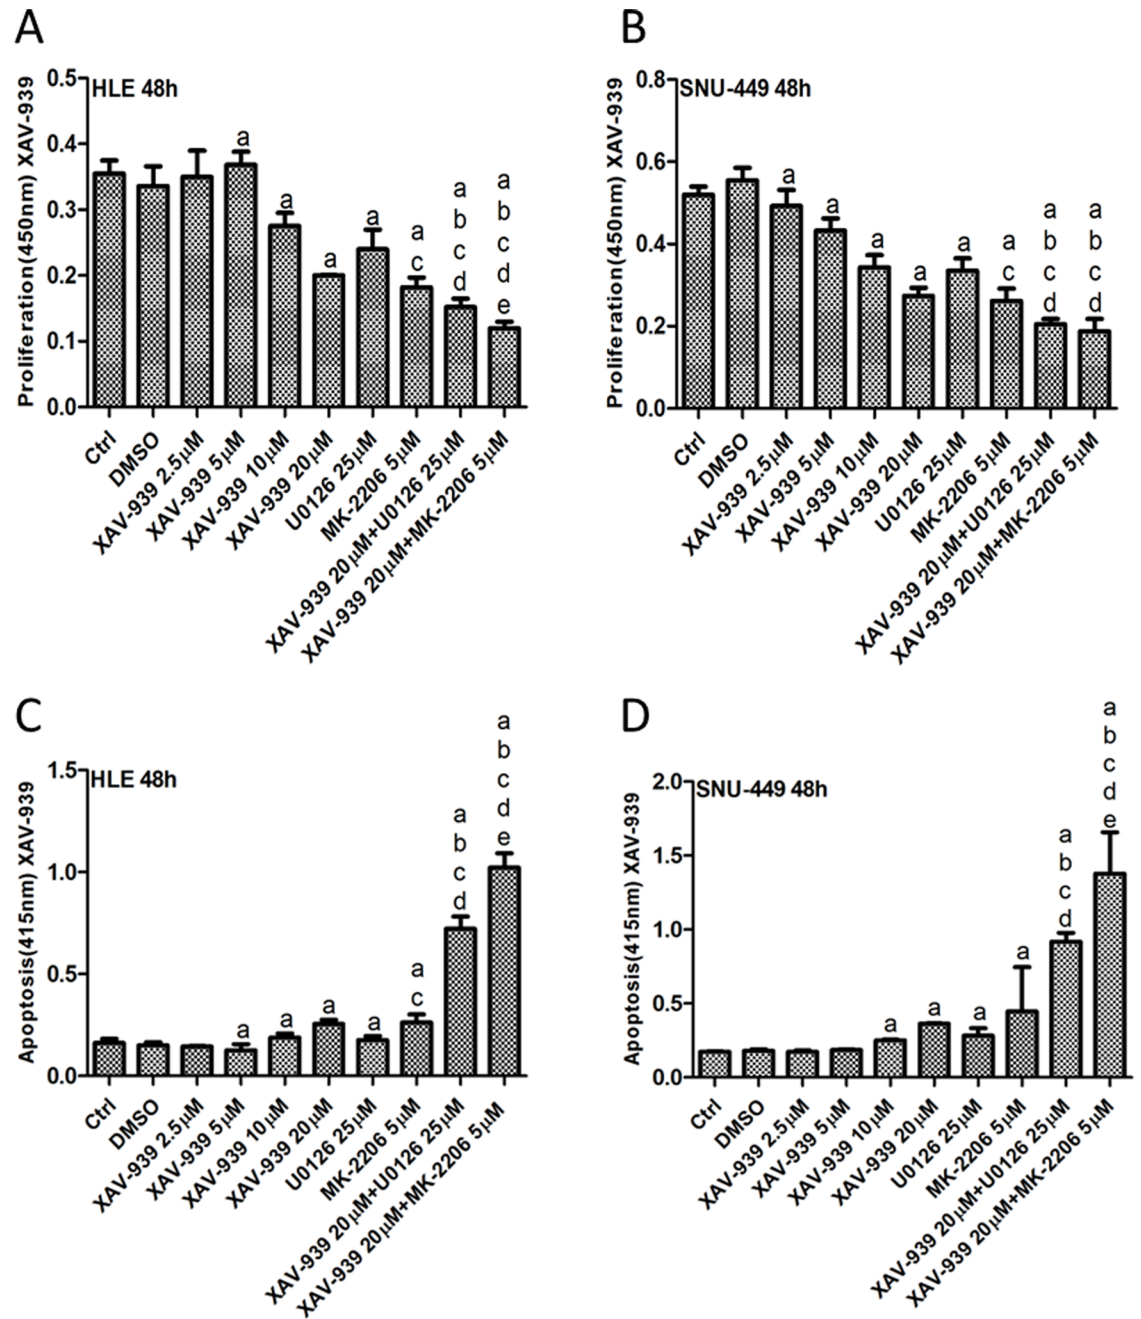 A
HLE 48h
Proliferation(450nm) XAV-939
0.5
0.4
0.3
0.2
0.1
0.0
a
a
a
a
a
c
a
b
c
d
a
b
c
d
e
Ctrl
DMSO
XAV-939 2.5μM
XAV-939 5μM
XAV-939 10μM
XAV-939 20μM
U0126 25μM
MK-2206 5μM
XAV-939 20μM+U0126 25μM
XAV-939 20μM+MK-2206 5μM
B
SNU-449 48h
Proliferation(450nm) XAV-939
0.8
0.6
0.4
0.2
0.0
a
a
a
a
a
a
c
a
b
c
d
a
b
c
d
Ctrl
DMSO
XAV-939 2.5μM
XAV-939 5μM
XAV-939 10μM
XAV-939 20μM
U0126 25μM
MK-2206 5μM
XAV-939 20μM+U0126 25μM
XAV-939 20μM+MK-2206 5μM
C
HLE 48h
Apoptosis(415nm) XAV-939
1.5
1.0
0.5
0.0
a
a
a
a
a
c
a
b
c
d
a
b
c
d
e
Ctrl
DMSO
XAV-939 2.5μM
XAV-939 5μM
XAV-939 10μM
XAV-939 20μM
U0126 25μM
MK-2206 5μM
XAV-939 20μM+U0126 25μM
XAV-939 20μM+MK-2206 5μM
D
SNU-449 48h
Apoptosis(415nm) XAV-939
2.0
1.5
1.0
0.5
0.0
a
a
a
a
a
b
c
d
a
b
c
d
e
Ctrl
DMSO
XAV-939 2.5μM
XAV-939 5μM
XAV-939 10μM
XAV-939 20μM
U0126 25μM
MK-2206 5μM
XAV-939 20μM+U0126 25μM
XAV-939 20μM+MK-2206 5μM